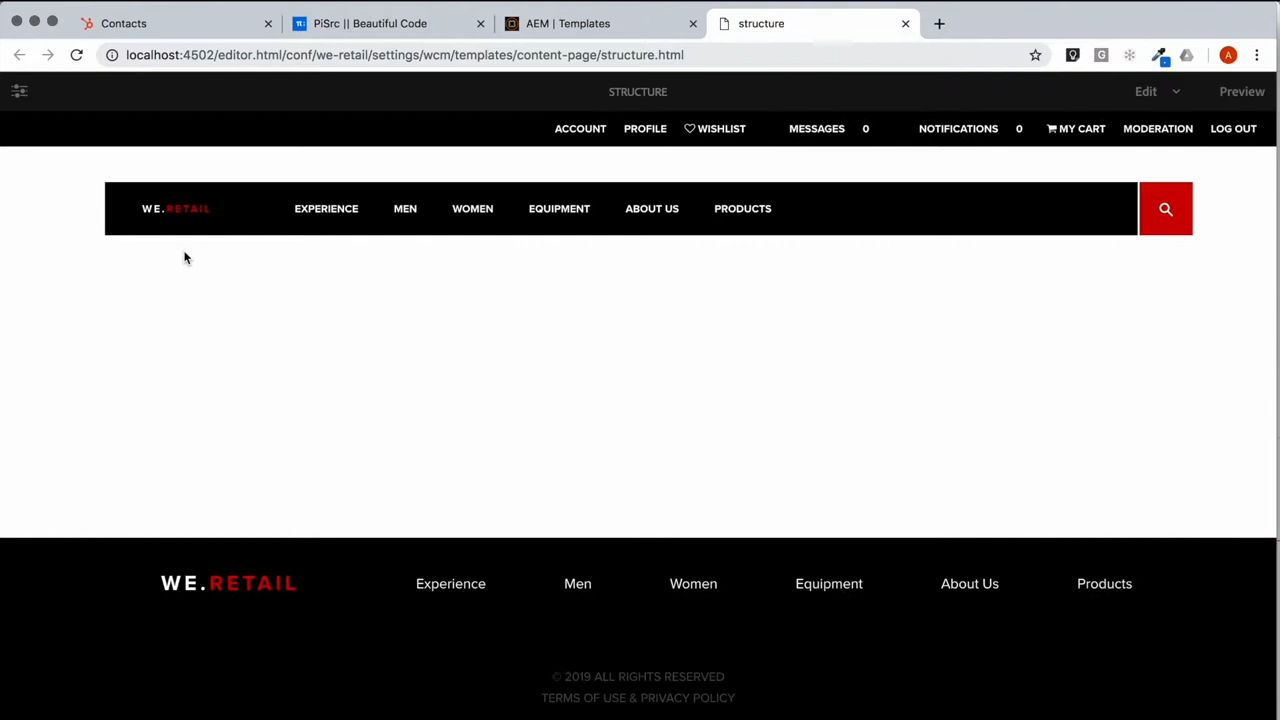 Contacts PiSrc || Beautiful Code AEM | Templates structure
localhost:4502/editor.html/conf/we-retail/settings/wcm/templates/content-page/structure.html
STRUCTURE Edit Preview
ACCOUNT PROFILE WISHLIST MESSAGES 0 NOTIFICATIONS 0 MY CART MODERATION LOG OUT
WE.RETAIL EXPERIENCE MEN WOMEN EQUIPMENT ABOUT US PRODUCTS
WE.RETAIL Experience Men Women Equipment About Us Products
© 2019 ALL RIGHTS RESERVED
TERMS OF USE & PRIVACY POLICY